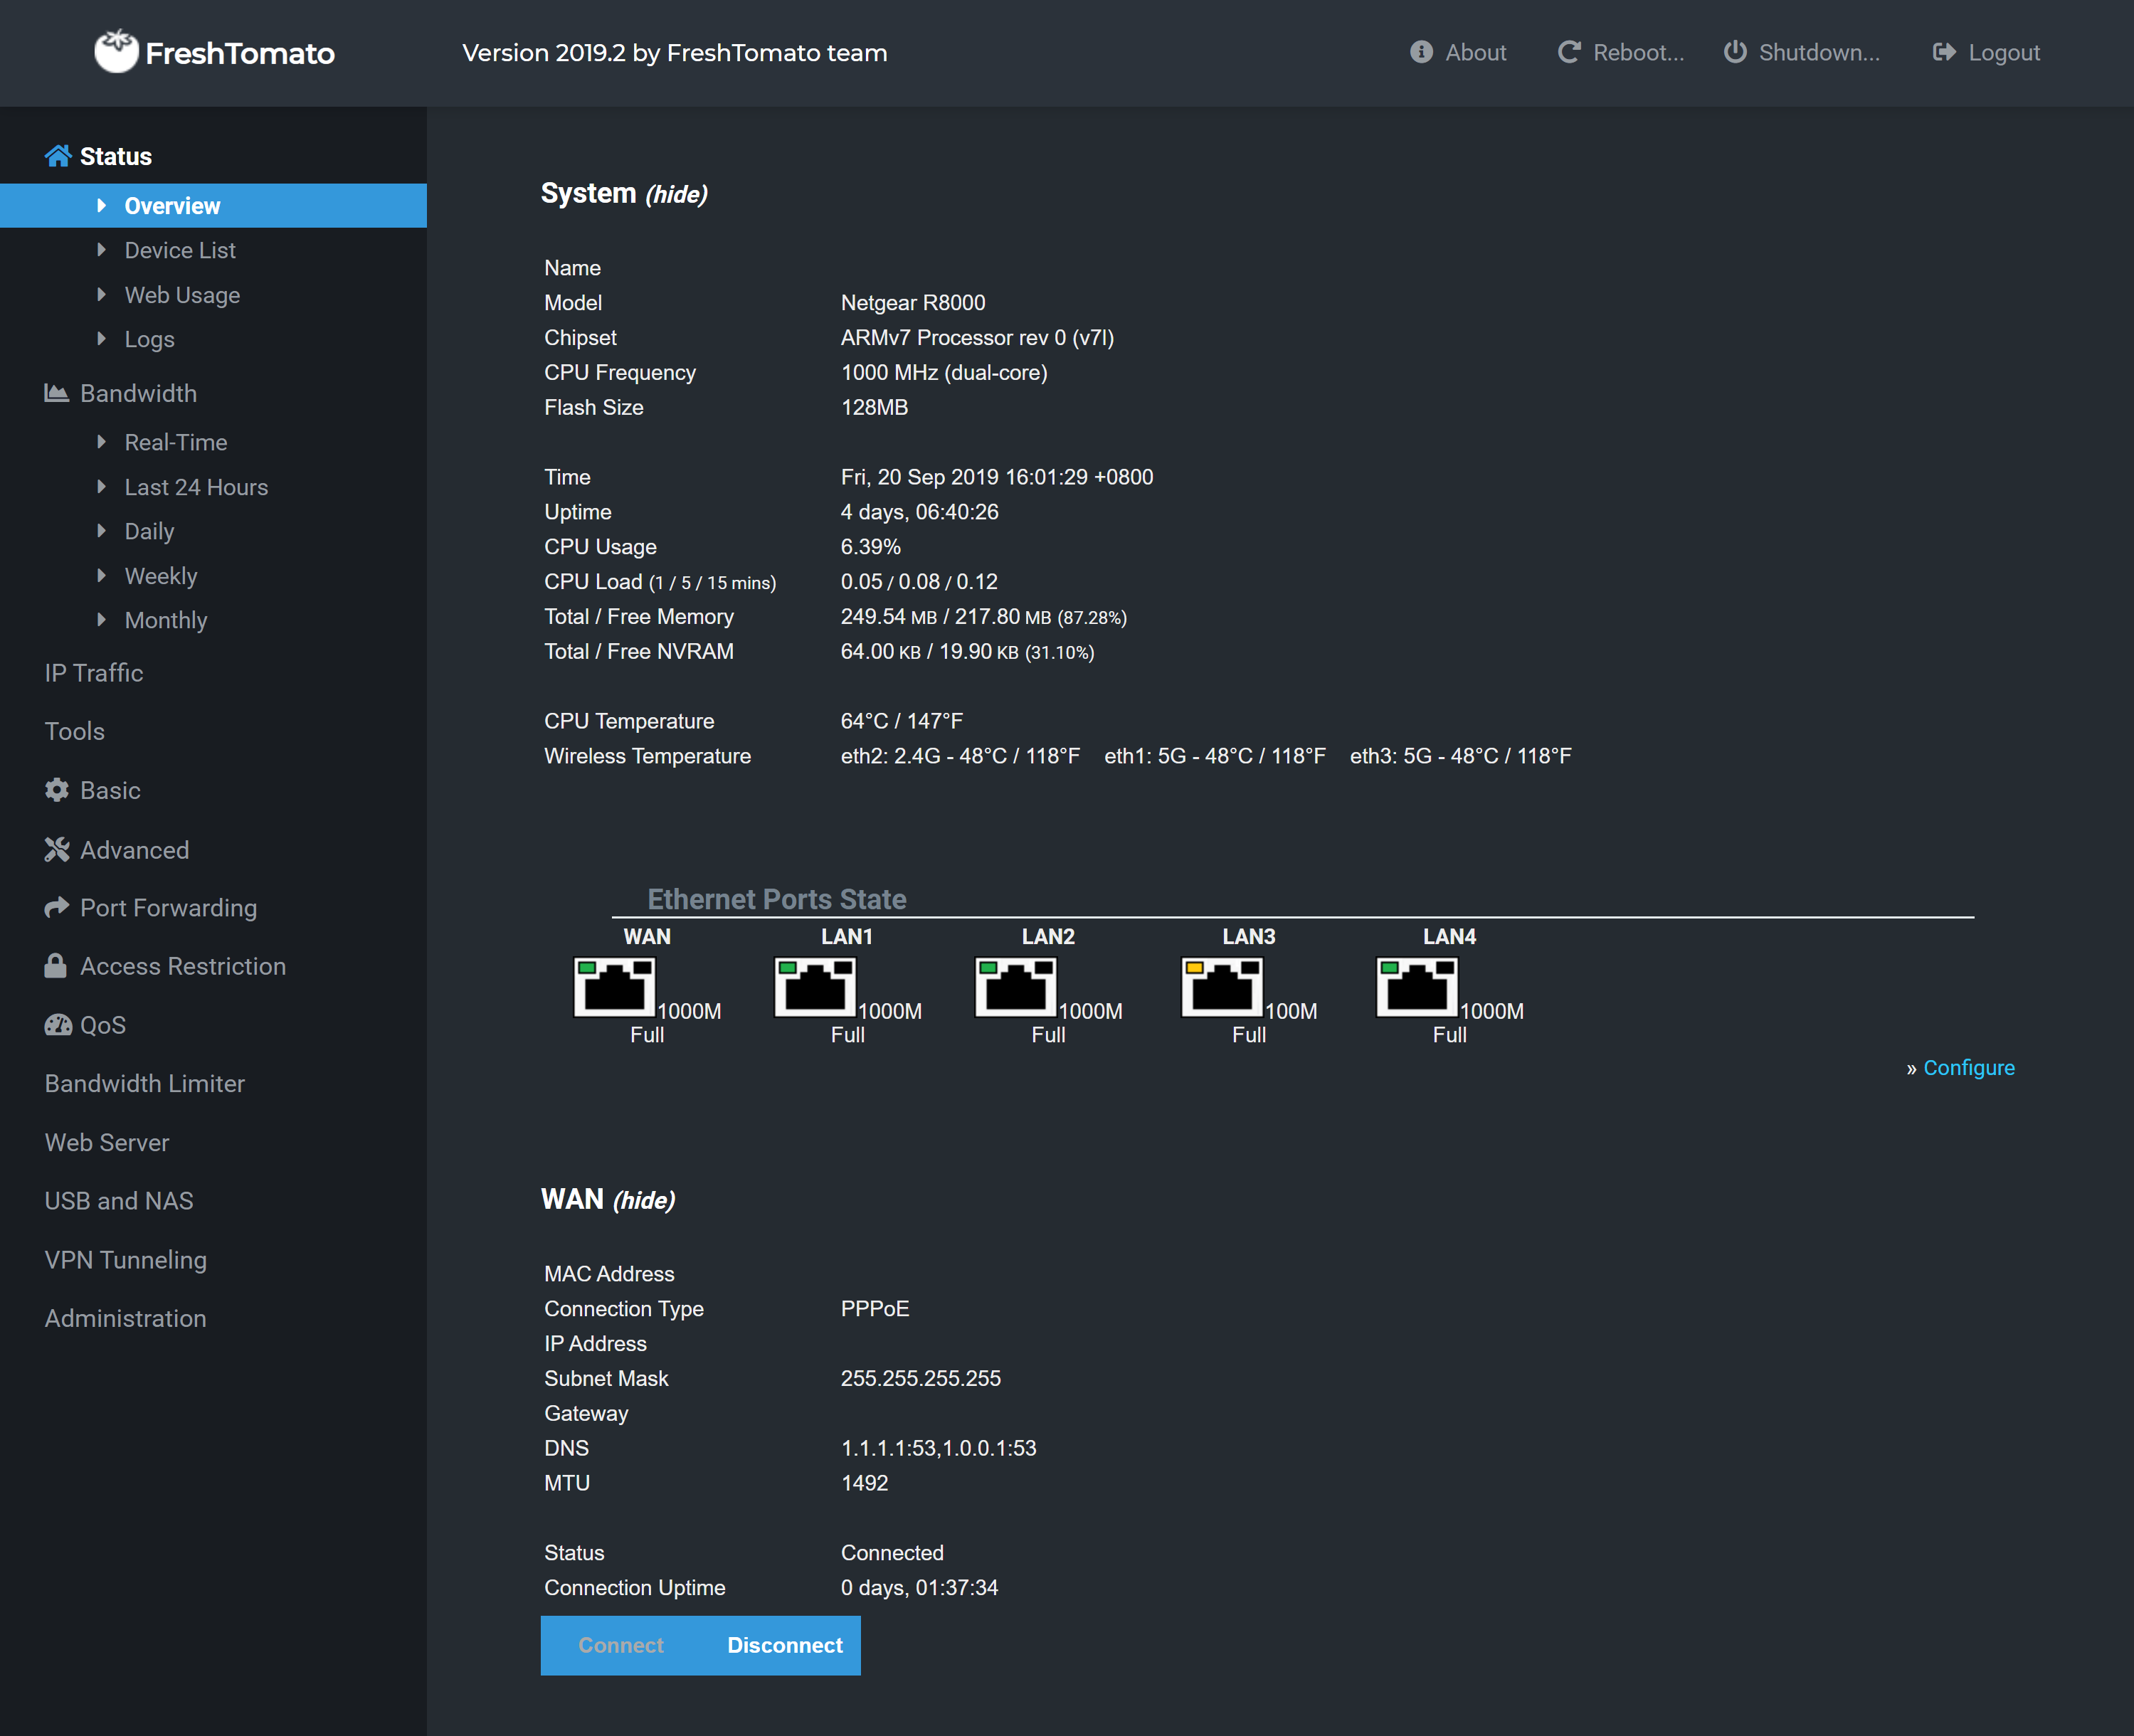 FreshTomato
Version 2019.2 by FreshTomato team
About
Reboot...
Shutdown...
Logout
Status
Overview
Device List
Web Usage
Logs
Bandwidth
Real-Time
Last 24 Hours
Daily
Weekly
Monthly
IP Traffic
Tools
Basic
Advanced
Port Forwarding
Access Restriction
QoS
Bandwidth Limiter
Web Server
USB and NAS
VPN Tunneling
Administration
System (hide)
Name
Model Netgear R8000
Chipset ARMv7 Processor rev 0 (v7l)
CPU Frequency 1000 MHz (dual-core)
Flash Size 128MB
Time Fri, 20 Sep 2019 16:01:29 +0800
Uptime 4 days, 06:40:26
CPU Usage 6.39%
CPU Load (1 / 5 / 15 mins) 0.05 / 0.08 / 0.12
Total / Free Memory 249.54 MB / 217.80 MB (87.28%)
Total / Free NVRAM 64.00 KB / 19.90 KB (31.10%)
CPU Temperature 64°C / 147°F
Wireless Temperature eth2: 2.4G - 48°C / 118°F eth1: 5G - 48°C / 118°F eth3: 5G - 48°C / 118°F
Ethernet Ports State
WAN LAN1 LAN2 LAN3 LAN4
1000M 1000M 1000M 100M 1000M
Full Full Full Full Full
» Configure
WAN (hide)
MAC Address
Connection Type PPPoE
IP Address
Subnet Mask 255.255.255.255
Gateway
DNS 1.1.1.1:53,1.0.0.1:53
MTU 1492
Status Connected
Connection Uptime 0 days, 01:37:34
Connect Disconnect